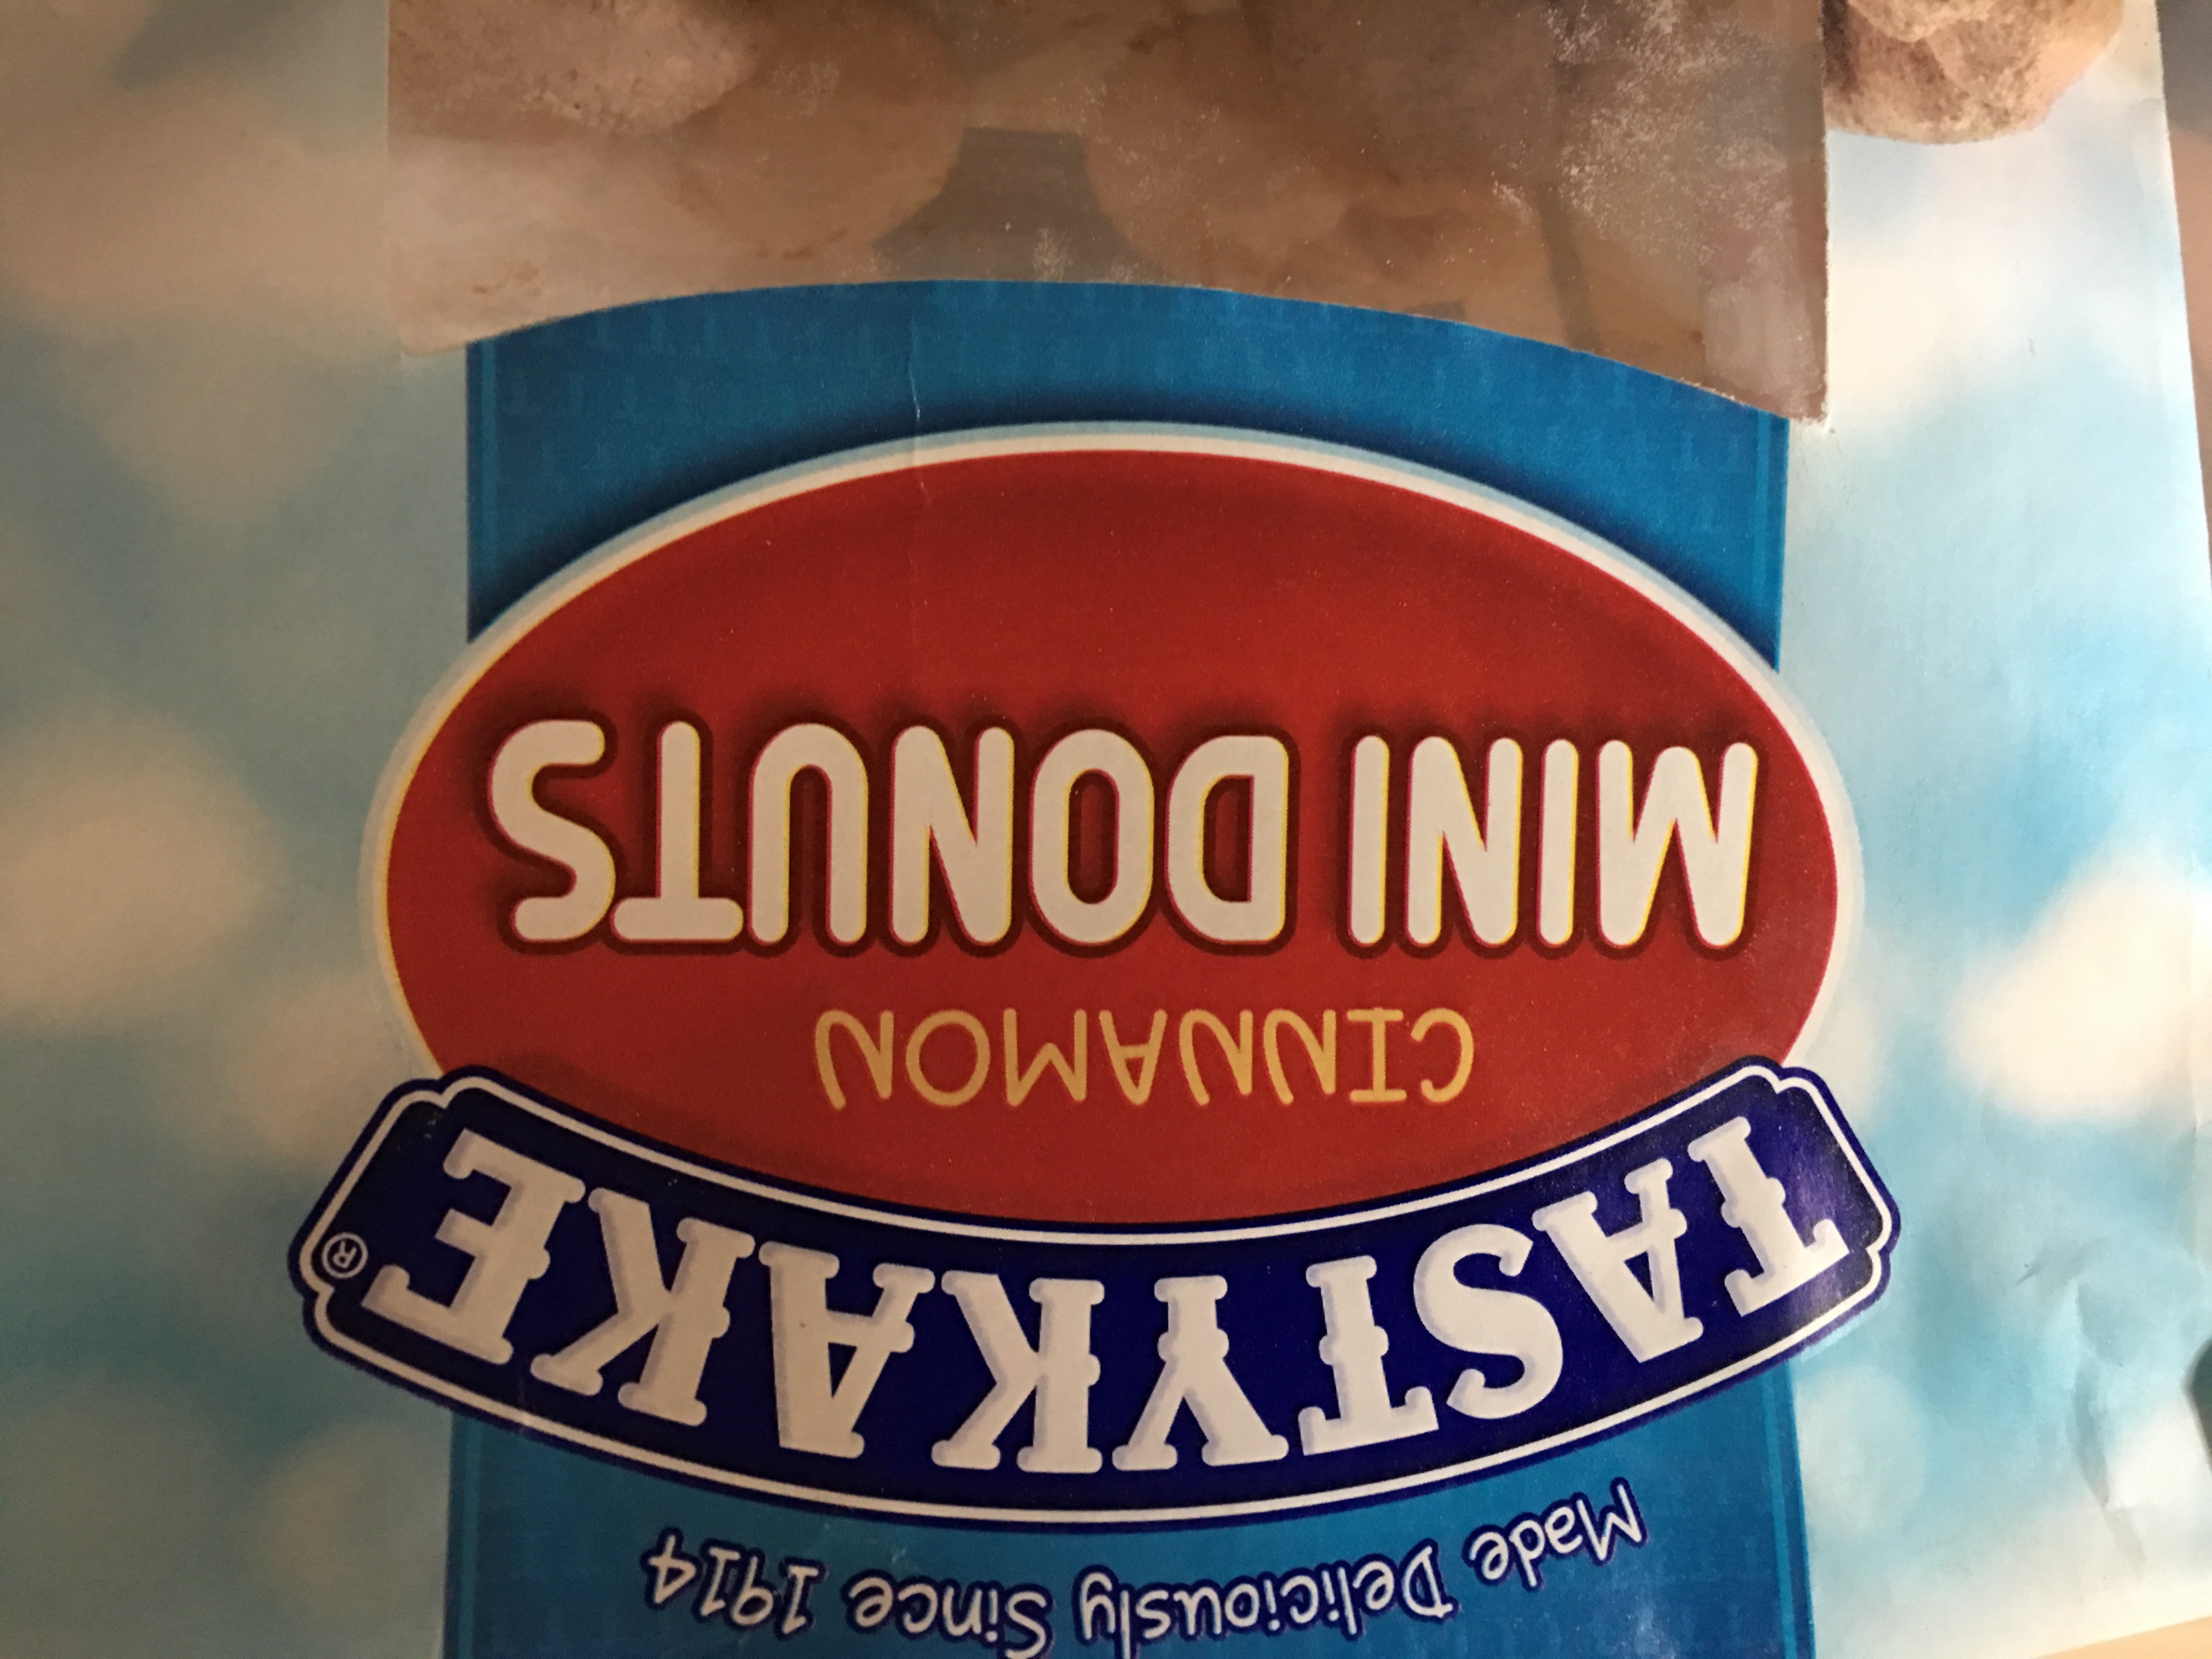 Made Deliciously Since 1914
TASTYKAKE®
CINNAMON
MINI DONUTS